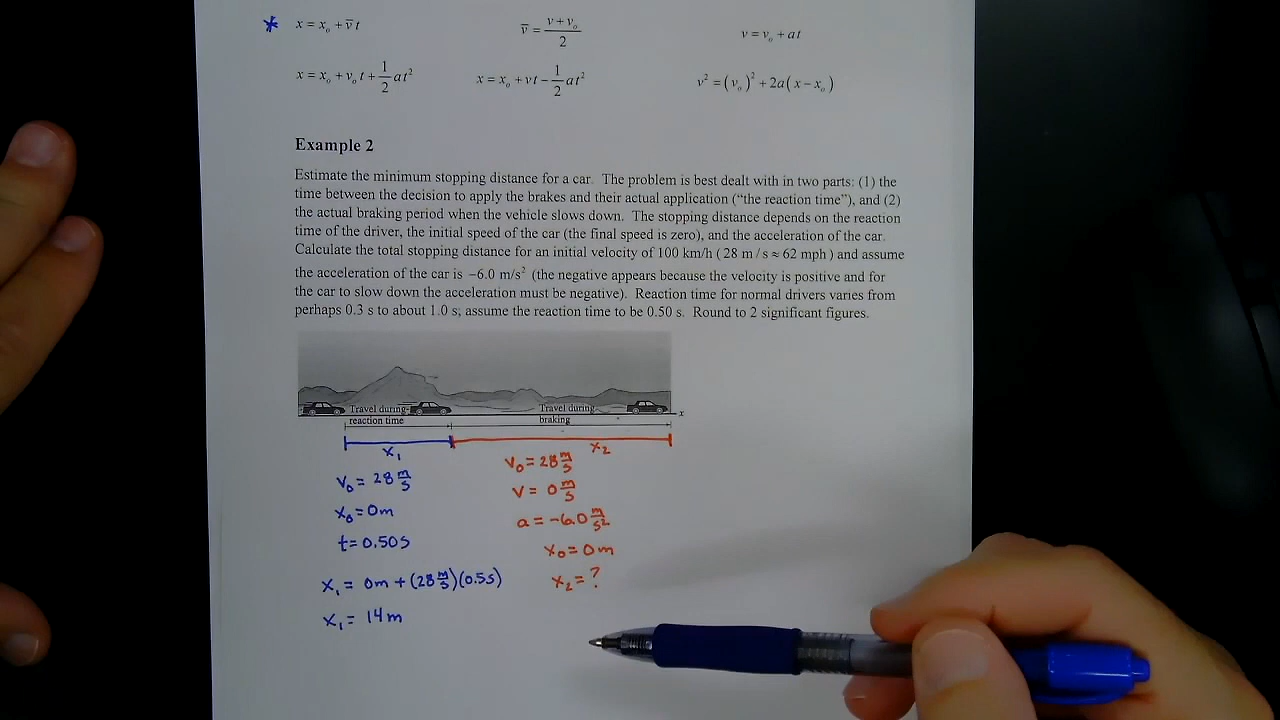 * x = x₀ + v̄t    v̄ = (v + v₀)/2    v = v₀ + at
x = x₀ + v₀t + 1/2 at²    x = x₀ + vt − 1/2 at²    v² = (v₀)² + 2a(x − x₀)
Example 2
Estimate the minimum stopping distance for a car. The problem is best dealt with in two parts: (1) the
time between the decision to apply the brakes and their actual application (“the reaction time”), and (2)
the actual braking period when the vehicle slows down. The stopping distance depends on the reaction
time of the driver, the initial speed of the car (the final speed is zero), and the acceleration of the car.
Calculate the total stopping distance for an initial velocity of 100 km/h ( 28 m / s ≈ 62 mph ) and assume
the acceleration of the car is −6.0 m/s² (the negative appears because the velocity is positive and for
the car to slow down the acceleration must be negative). Reaction time for normal drivers varies from
perhaps 0.3 s to about 1.0 s; assume the reaction time to be 0.50 s. Round to 2 significant figures.
Travel during
reaction time
Travel during
braking
x
x₁
v₀ = 28 m/s
x₀ = 0m
t = 0.50s
x₁ = 0m + (28 m/s)(0.5s)
x₁ = 14m
x₂
v₀ = 28 m/s
v = 0 m/s
a = −6.0 m/s²
x₀ = 0m
x₂ = ?